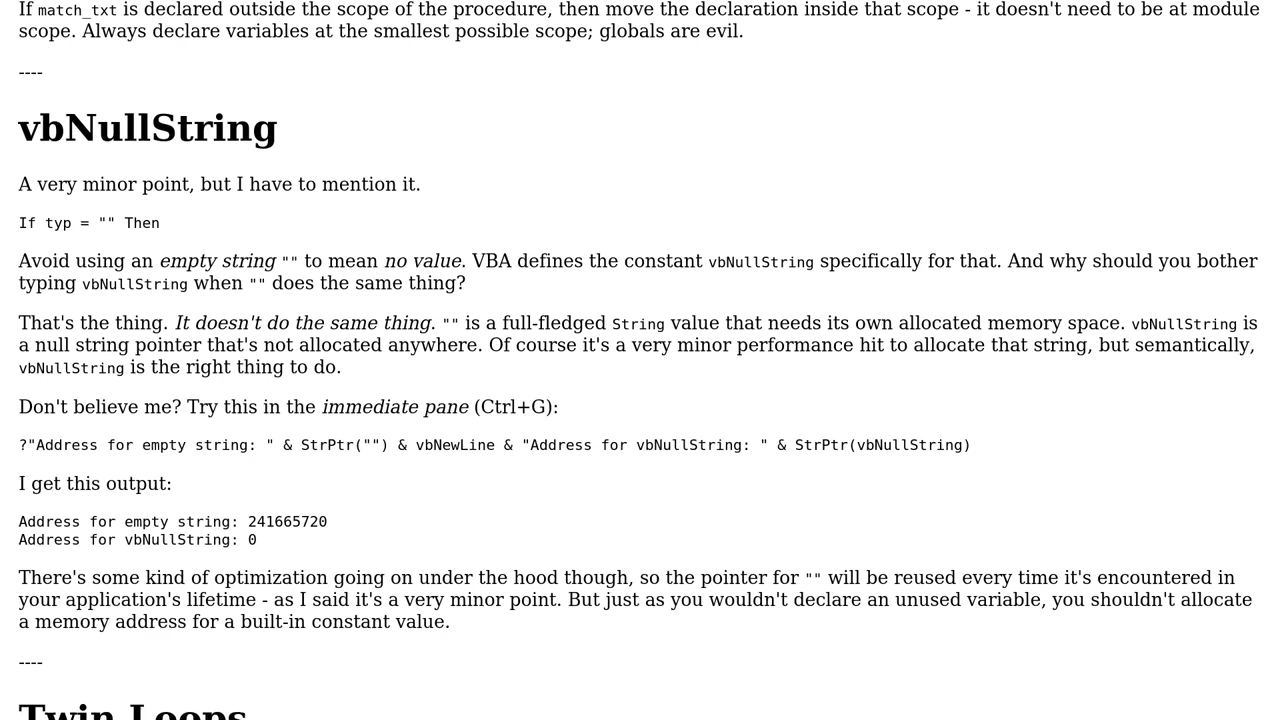 If match_txt is declared outside the scope of the procedure, then move the declaration inside that scope - it doesn't need to be at module
scope. Always declare variables at the smallest possible scope; globals are evil.
----
vbNullString
A very minor point, but I have to mention it.
If typ = "" Then
Avoid using an empty string "" to mean no value. VBA defines the constant vbNullString specifically for that. And why should you bother
typing vbNullString when "" does the same thing?
That's the thing. It doesn't do the same thing. "" is a full-fledged String value that needs its own allocated memory space. vbNullString is
a null string pointer that's not allocated anywhere. Of course it's a very minor performance hit to allocate that string, but semantically,
vbNullString is the right thing to do.
Don't believe me? Try this in the immediate pane (Ctrl+G):
?"Address for empty string: " & StrPtr("") & vbNewLine & "Address for vbNullString: " & StrPtr(vbNullString)
I get this output:
Address for empty string: 241665720
Address for vbNullString: 0
There's some kind of optimization going on under the hood though, so the pointer for "" will be reused every time it's encountered in
your application's lifetime - as I said it's a very minor point. But just as you wouldn't declare an unused variable, you shouldn't allocate
a memory address for a built-in constant value.
----
Twin Loops